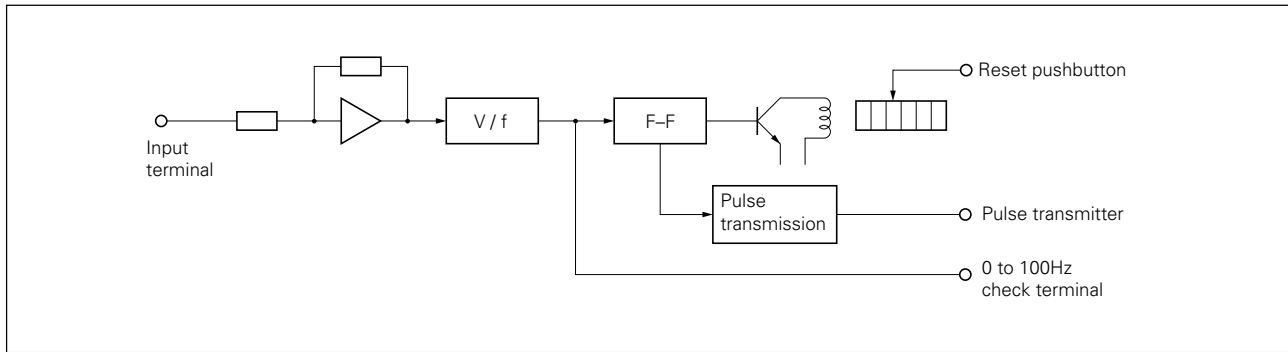 Reset pushbutton
V / f
F–F
Input
terminal
Pulse
transmission
Pulse transmitter
0 to 100Hz
check terminal